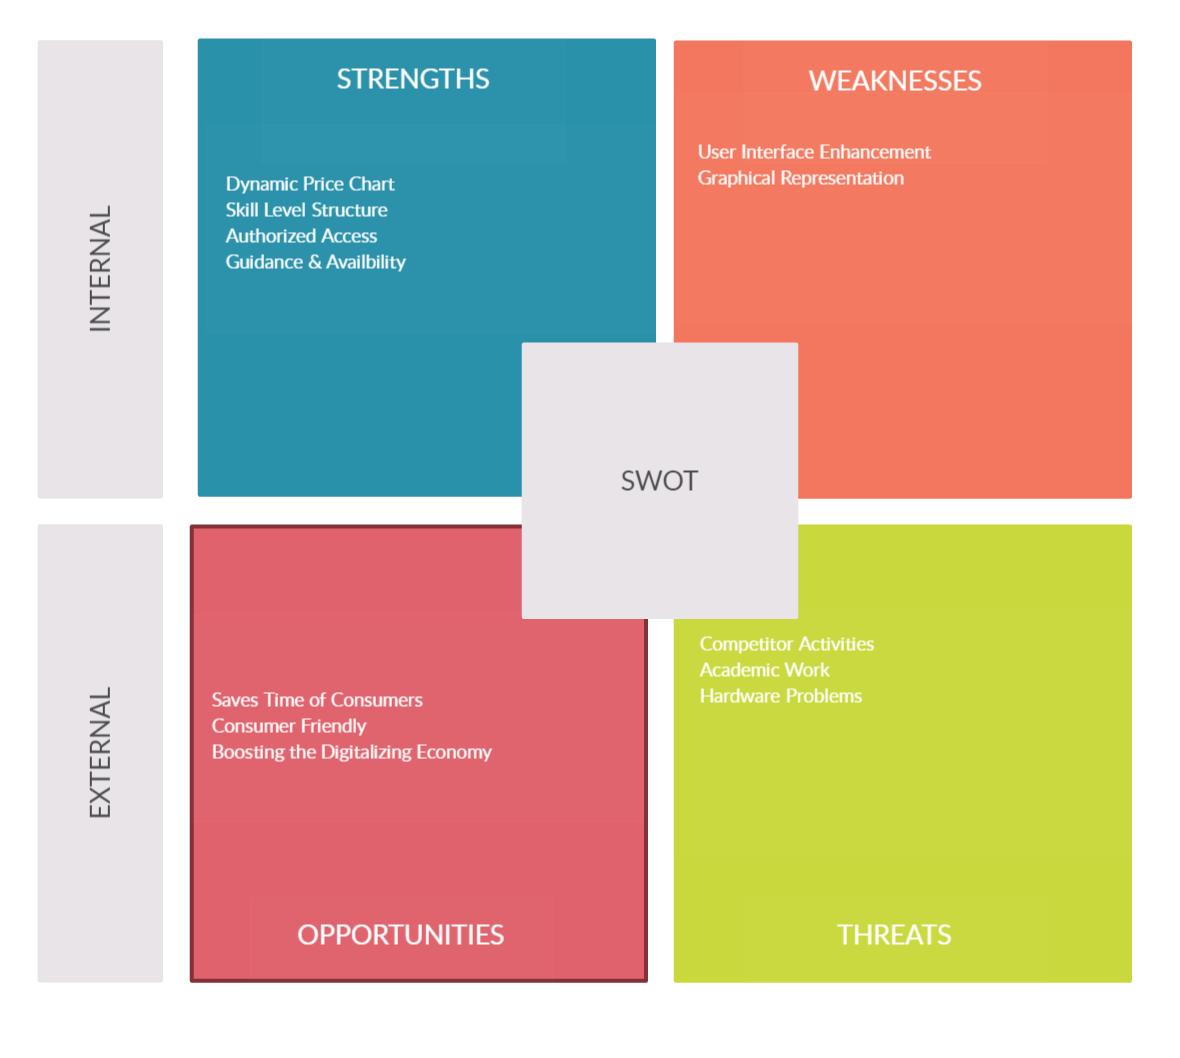 INTERNAL
STRENGTHS
Dynamic Price Chart
Skill Level Structure
Authorized Access
Guidance & Availbility
WEAKNESSES
User Interface Enhancement
Graphical Representation
SWOT
EXTERNAL
Saves Time of Consumers
Consumer Friendly
Boosting the Digitalizing Economy
OPPORTUNITIES
Competitor Activities
Academic Work
Hardware Problems
THREATS